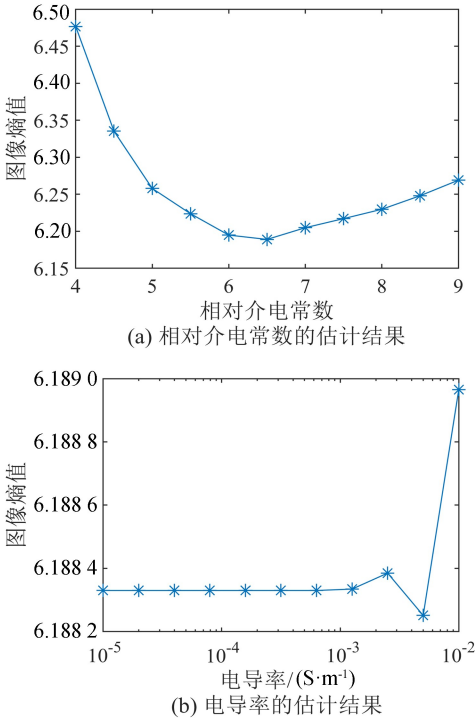 6.50
6.45
6.40
6.35
6.30
6.25
6.20
6.15
图像熵值
4 5 6 7 8 9
相对介电常数
(a) 相对介电常数的估计结果
6.189 0
6.188 8
6.188 6
6.188 4
6.188 2
图像熵值
10⁻⁵ 10⁻⁴ 10⁻³ 10⁻²
电导率/(S·m⁻¹)
(b) 电导率的估计结果